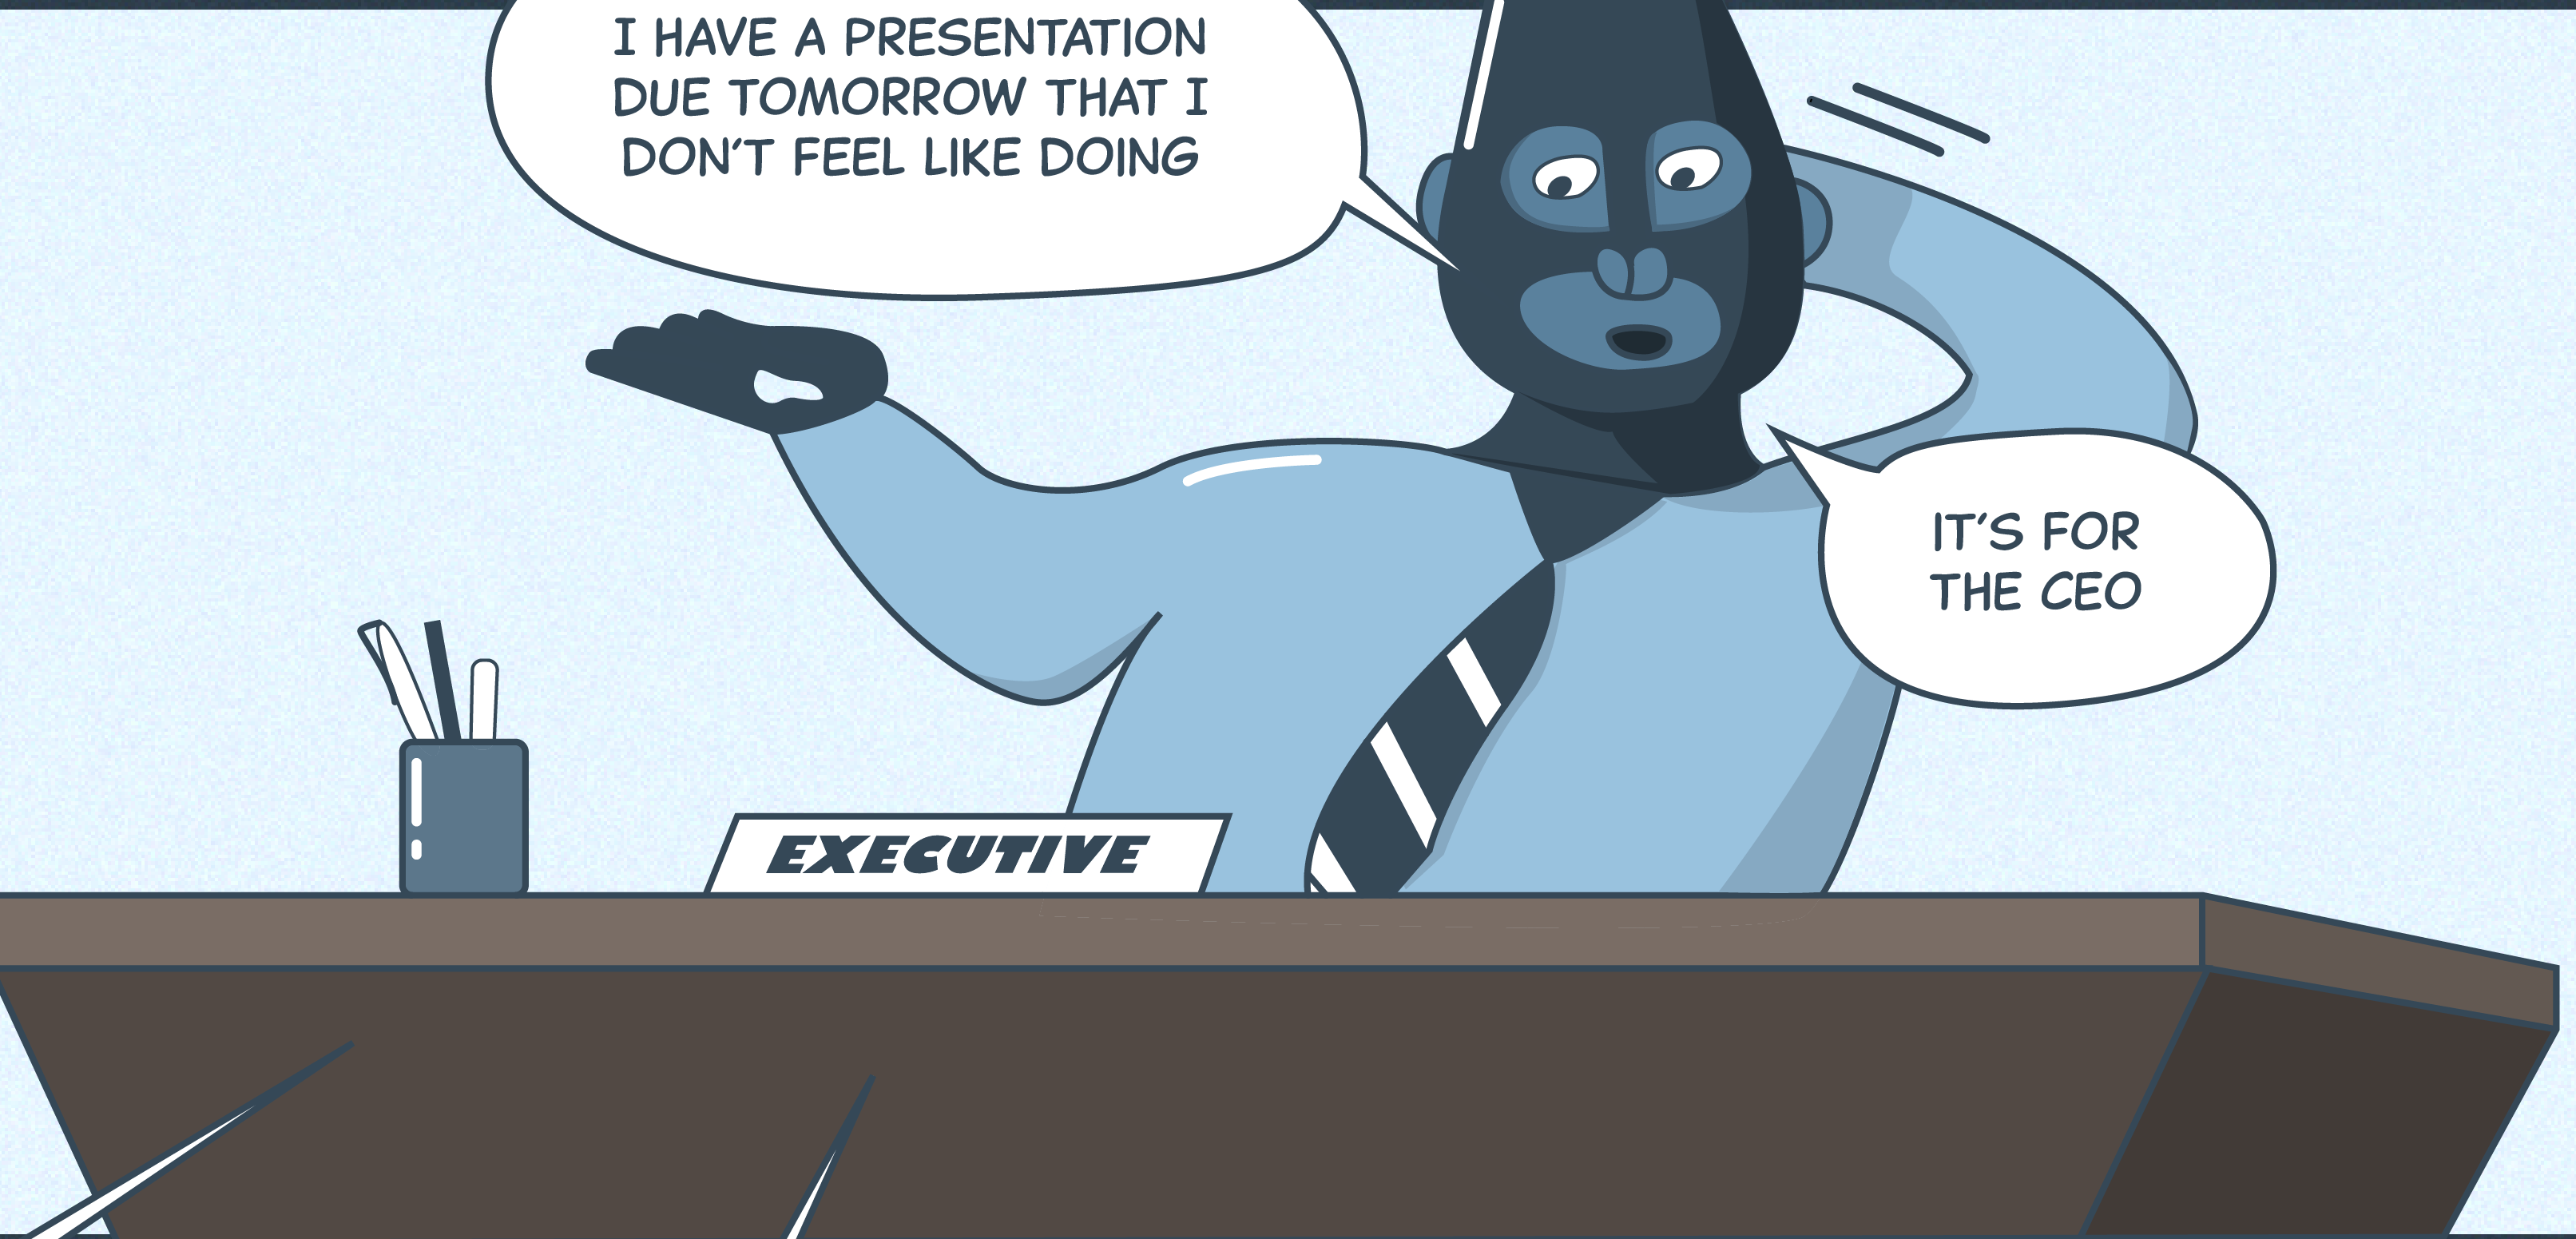 I HAVE A PRESENTATION
DUE TOMORROW THAT I
DON'T FEEL LIKE DOING
IT'S FOR
THE CEO
EXECUTIVE